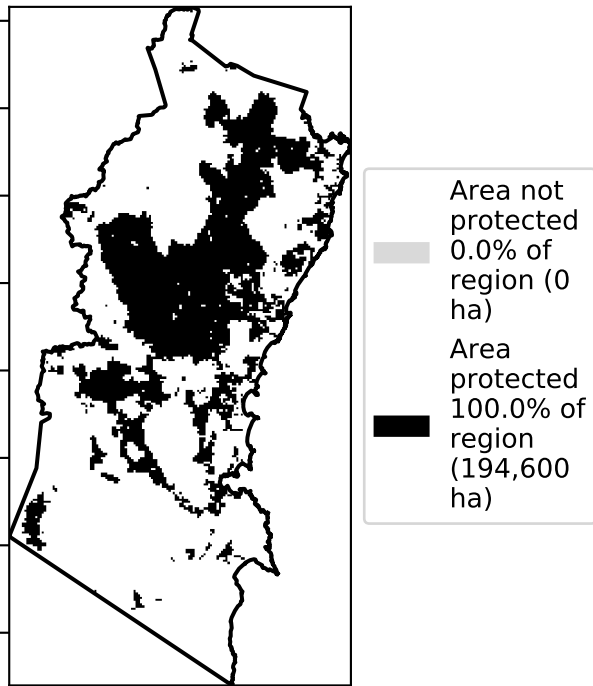 Area not
protected
0.0% of
region (0
ha)
Area
protected
100.0% of
region
(194,600
ha)